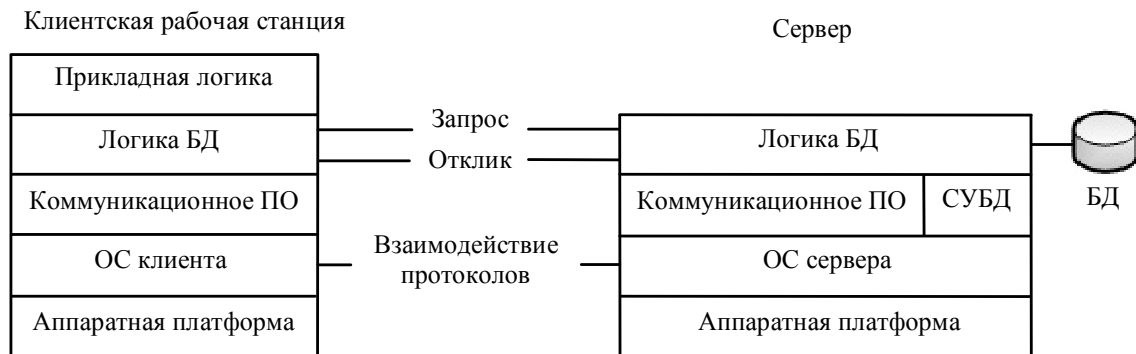 Клиентская рабочая станция
Сервер
Прикладная логика
Логика БД
Коммуникационное ПО
ОС клиента
Аппаратная платформа
Запрос
Отклик
Взаимодействие
протоколов
Логика БД
Коммуникационное ПО
СУБД
ОС сервера
Аппаратная платформа
БД